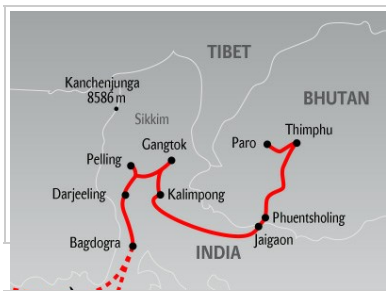 TIBET
Kanchenjunga
8586 m
BHUTAN
Sikkim
Gangtok
Paro
Thimphu
Pelling
Darjeeling
Kalimpong
Phuentsholing
Jaigaon
Bagdogra
INDIA